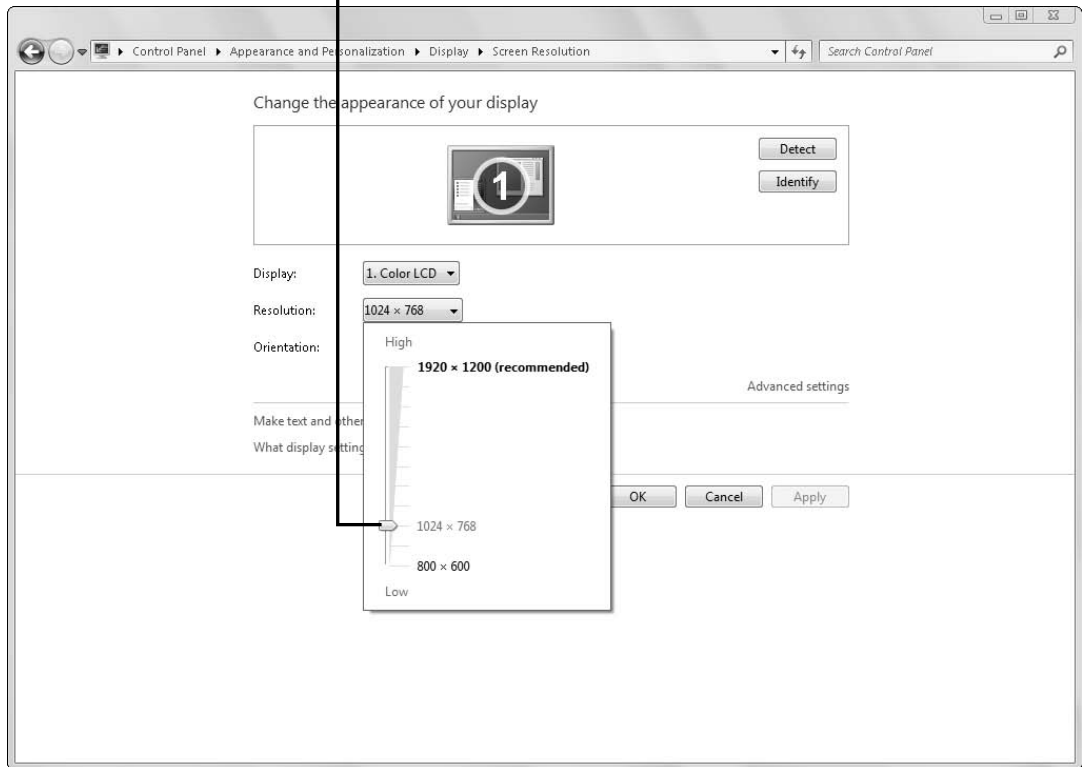 Control Panel Appearance and Personalization Display Screen Resolution Search Control Panel
Change the appearance of your display
1
Detect
Identify
Display: 1. Color LCD
Resolution: 1024 × 768
Orientation:
High
1920 × 1200 (recommended)
Advanced settings
Make text and other
What display setting
OK Cancel Apply
1024 × 768
800 × 600
Low